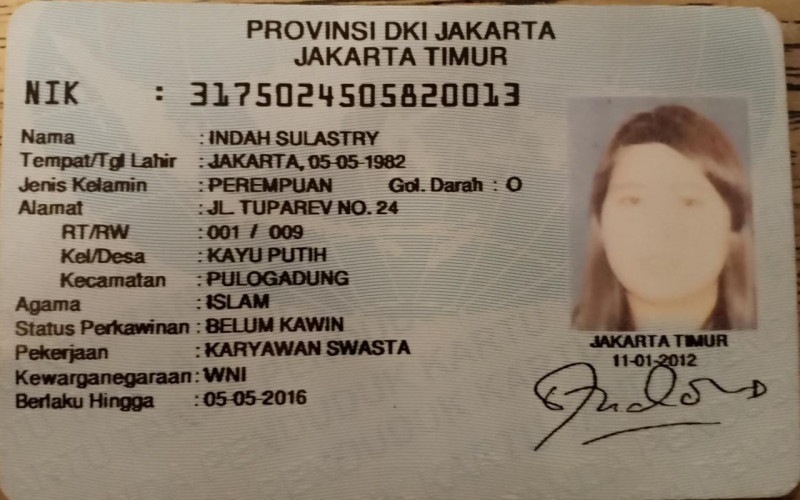 PROVINSI DKI JAKARTA
JAKARTA TIMUR
NIK : 3175024505820013
Nama : INDAH SULASTRY
Tempat/Tgl Lahir : JAKARTA, 05-05-1982
Jenis Kelamin : PEREMPUAN Gol. Darah : O
Alamat : JL. TUPAREV NO. 24
RT/RW : 001 / 009
Kel/Desa : KAYU PUTIH
Kecamatan : PULOGADUNG
Agama : ISLAM
Status Perkawinan : BELUM KAWIN
Pekerjaan : KARYAWAN SWASTA
Kewarganegaraan : WNI
Berlaku Hingga : 05-05-2016
JAKARTA TIMUR
11-01-2012